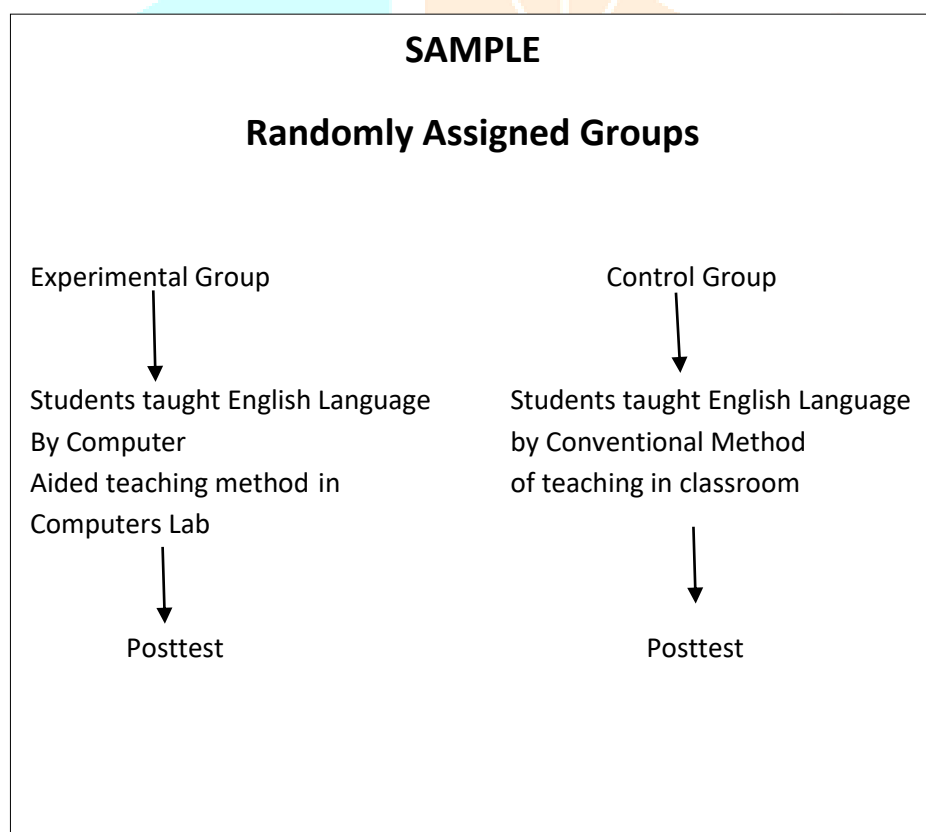 SAMPLE
Randomly Assigned Groups
Experimental Group
Control Group
Students taught English Language
By Computer
Aided teaching method in
Computers Lab
Students taught English Language
by Conventional Method
of teaching in classroom
Posttest
Posttest